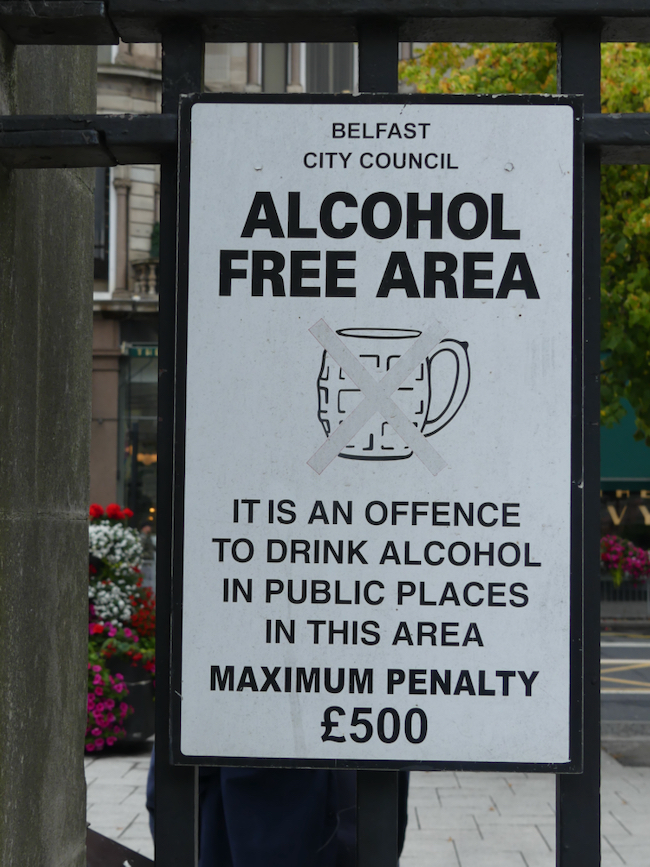 BELFAST
CITY COUNCIL
ALCOHOL
FREE AREA
IT IS AN OFFENCE
TO DRINK ALCOHOL
IN PUBLIC PLACES
IN THIS AREA
MAXIMUM PENALTY
£500